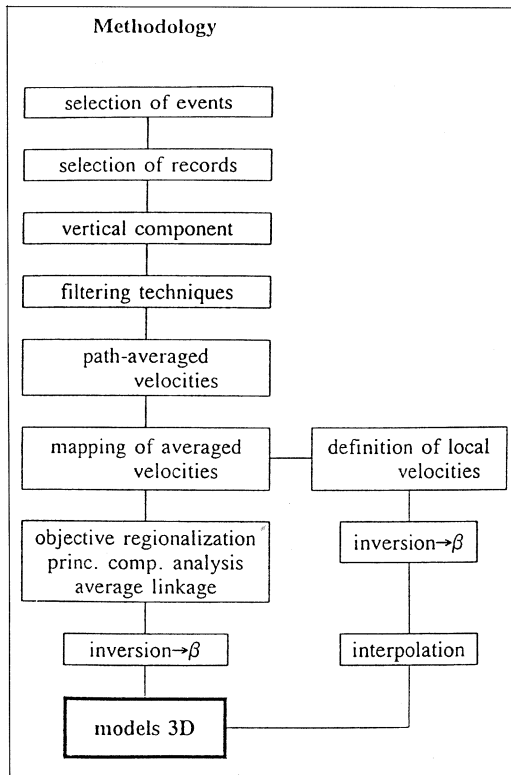 Methodology
selection of events
selection of records
vertical component
filtering techniques
path-averaged
velocities
mapping of averaged
velocities
definition of local
velocities
objective regionalization
princ. comp. analysis
average linkage
inversion→β
inversion→β
interpolation
models 3D